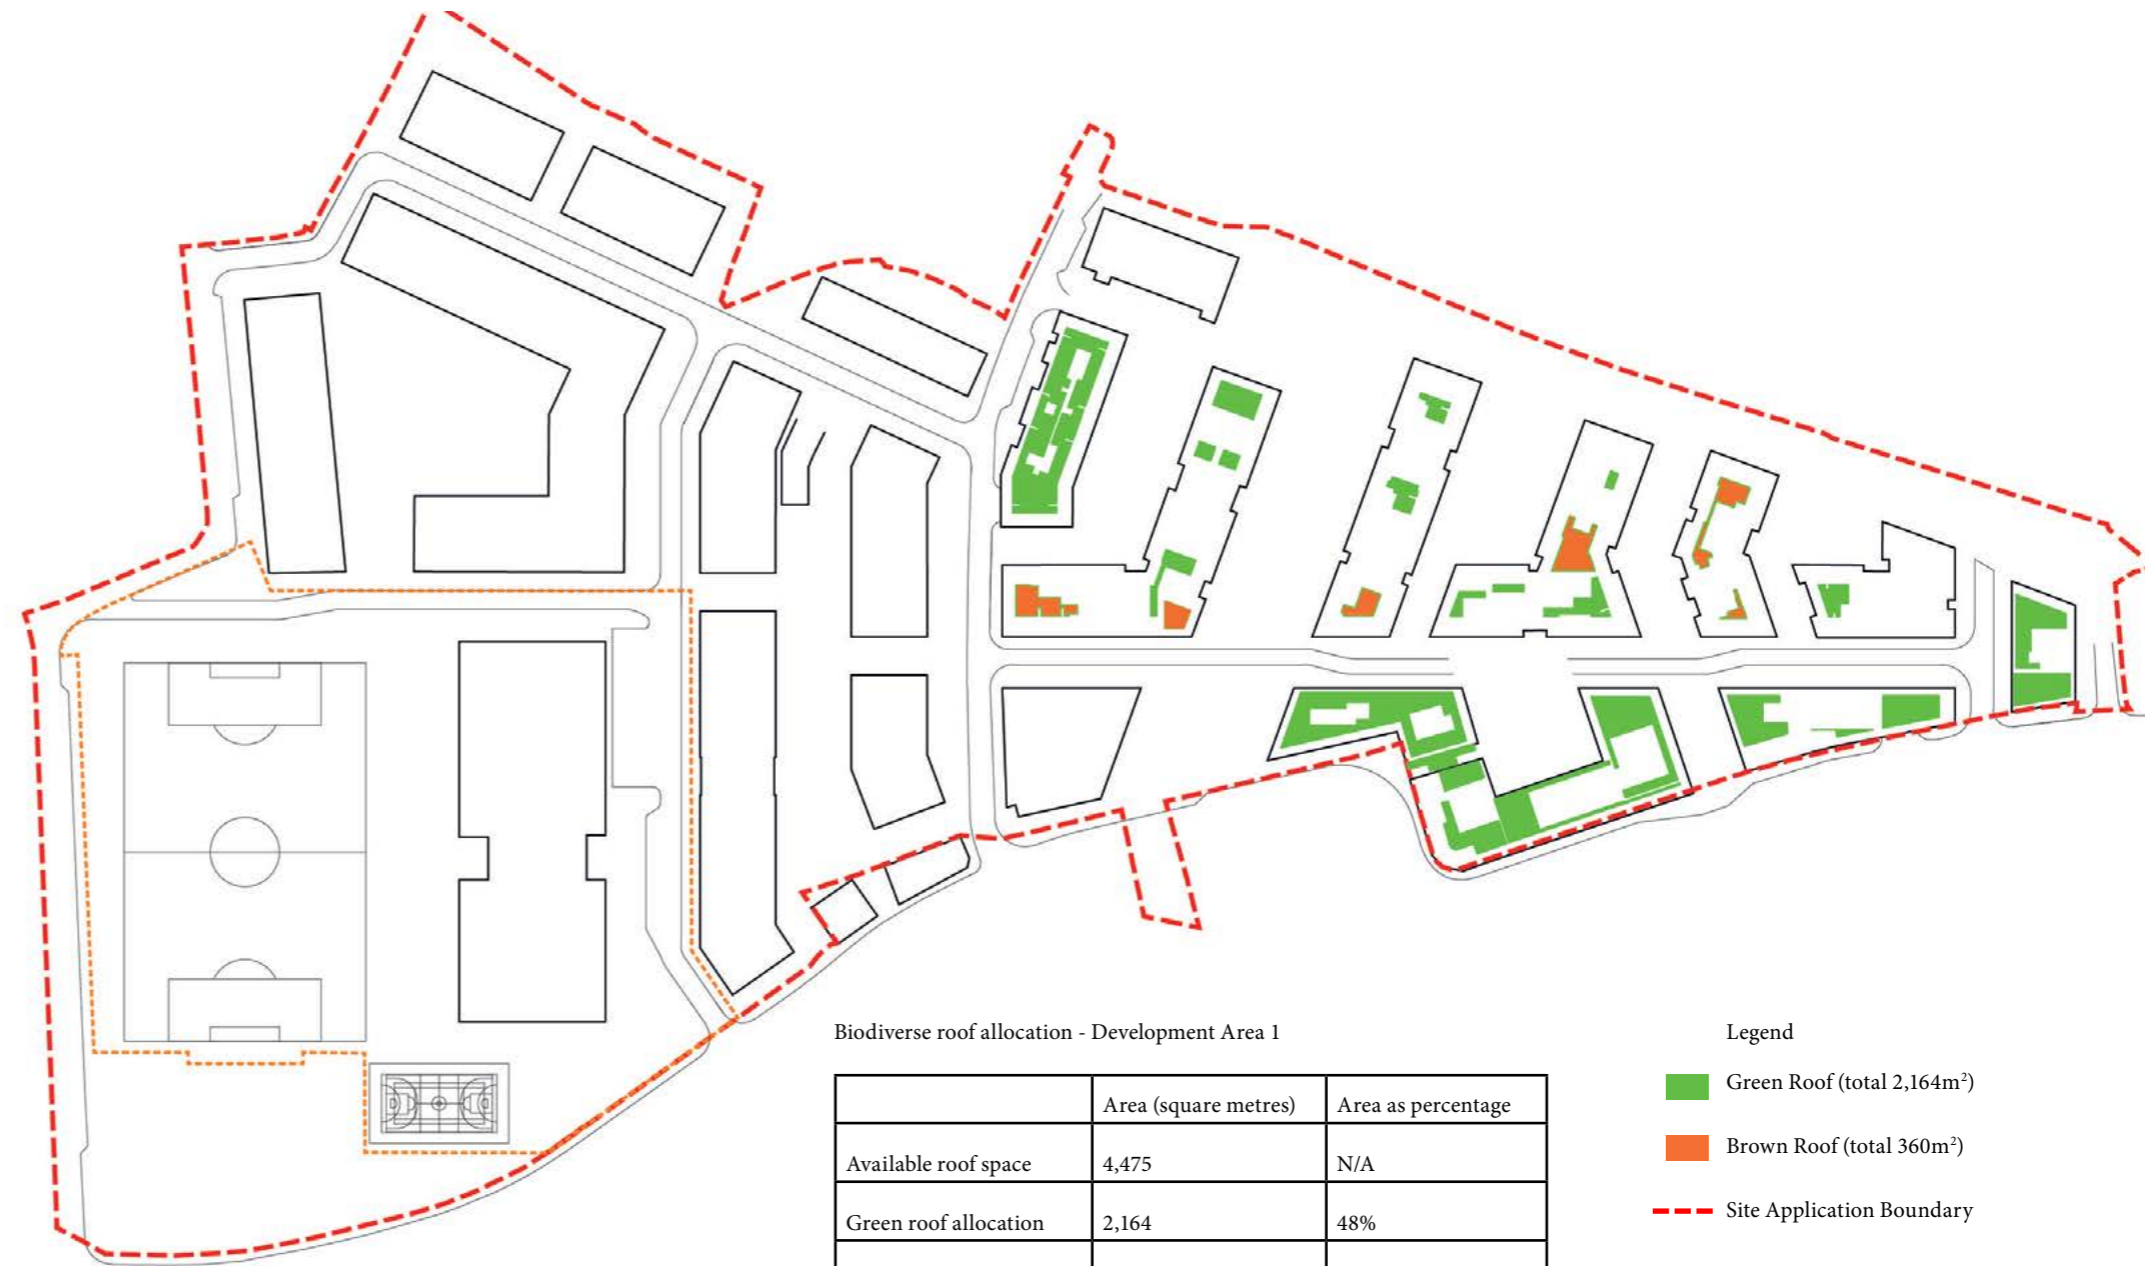 Biodiverse roof allocation - Development Area 1
Area (square metres) Area as percentage
Available roof space 4,475 N/A
Green roof allocation 2,164 48%
Legend
Green Roof (total 2,164m²)
Brown Roof (total 360m²)
Site Application Boundary